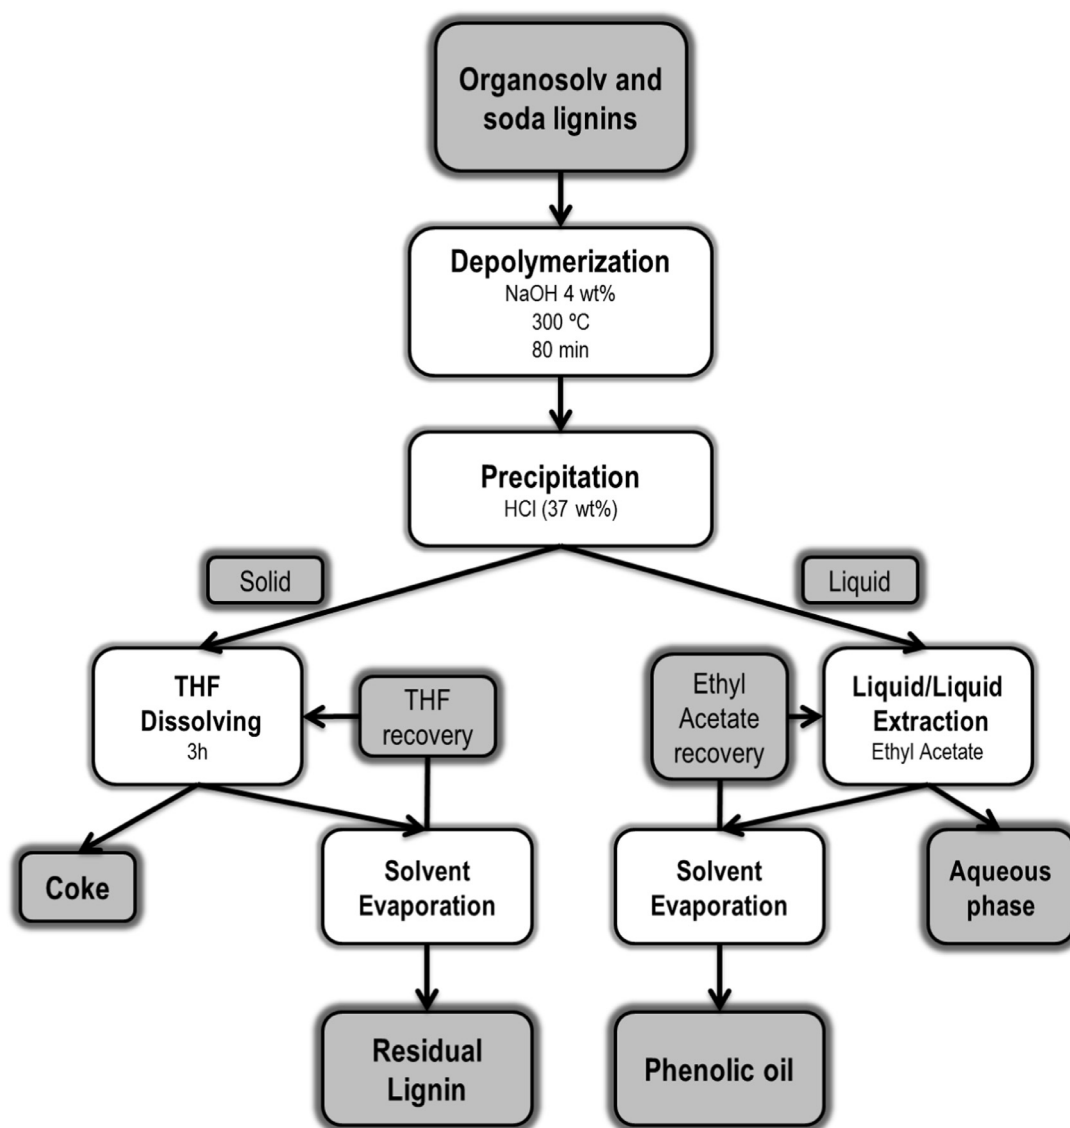 Organosolv and
soda lignins
Depolymerization
NaOH 4 wt%
300 ºC
80 min
Precipitation
HCl (37 wt%)
Solid
Liquid
THF
Dissolving
3h
THF
recovery
Ethyl
Acetate
recovery
Liquid/Liquid
Extraction
Ethyl Acetate
Coke
Solvent
Evaporation
Solvent
Evaporation
Aqueous
phase
Residual
Lignin
Phenolic oil